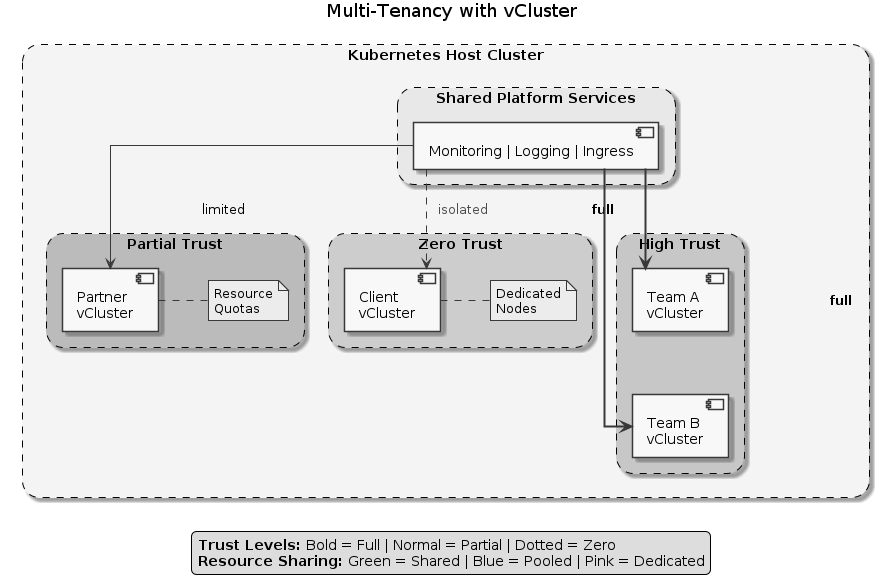 Multi-Tenancy with vCluster
Kubernetes Host Cluster
Shared Platform Services
Monitoring | Logging | Ingress
limited
isolated
full
full
Partial Trust
Partner
vCluster
Resource
Quotas
Zero Trust
Client
vCluster
Dedicated
Nodes
High Trust
Team A
vCluster
Team B
vCluster
Trust Levels: Bold = Full | Normal = Partial | Dotted = Zero
Resource Sharing: Green = Shared | Blue = Pooled | Pink = Dedicated